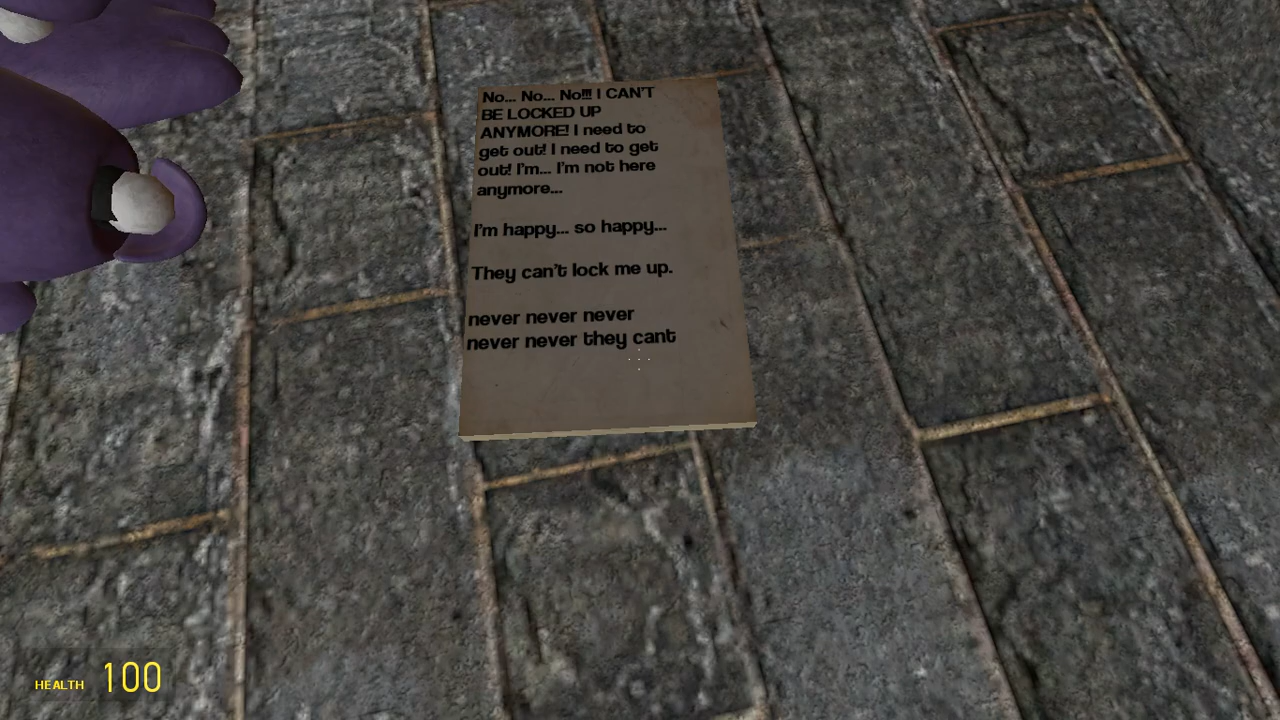 No... No... No!!! I CAN'T
BE LOCKED UP
ANYMORE! I need to
get out! I need to get
out! I'm... I'm not here
anymore...
I'm happy... so happy...
They can't lock me up.
never never never
never never they cant
HEALTH 100